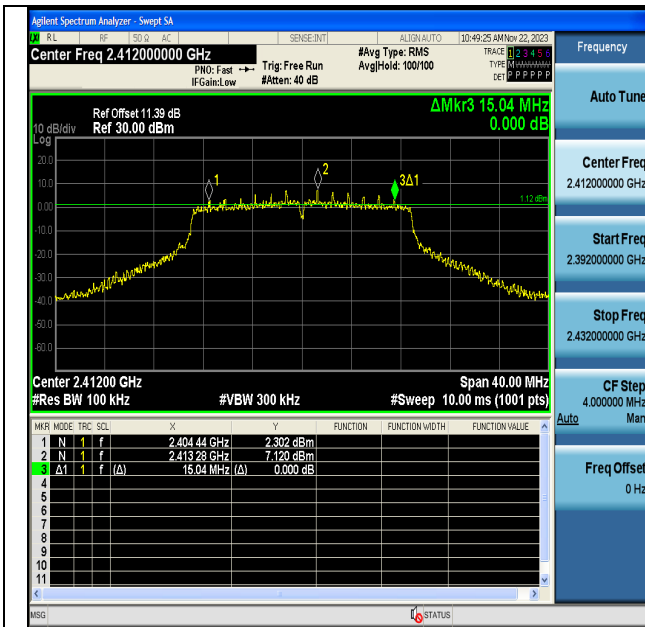 Agilent Spectrum Analyzer - Swept SA
LXI RL RF 50 Ω AC SENSE:INT ALIGN AUTO 10:49:25 AM Nov 22, 2023
Center Freq 2.412000000 GHz #Avg Type: RMS TRACE 1 2 3 4 5 6
PNO: Fast Trig: Free Run Avg|Hold: 100/100 TYPE M WWWWW
IFGain:Low #Atten: 40 dB DET P P P P P P
ΔMkr3 15.04 MHz
0.000 dB
Ref Offset 11.39 dB
10 dB/div Ref 30.00 dBm
Log
20.0
10.0
0.00
-10.0
-20.0
-30.0
-40.0
-50.0
-60.0
1
2
3Δ1
1.12 dBm
Center 2.41200 GHz Span 40.00 MHz
#Res BW 100 kHz #VBW 300 kHz #Sweep 10.00 ms (1001 pts)
MKR MODE TRC SCL X Y FUNCTION FUNCTION WIDTH FUNCTION VALUE
1 N 1 f 2.404 44 GHz 2.302 dBm
2 N 1 f 2.413 28 GHz 7.120 dBm
3 Δ1 1 f (Δ) 15.04 MHz (Δ) 0.000 dB
4
5
6
7
8
9
10
11
MSG STATUS
Frequency
Auto Tune
Center Freq
2.412000000 GHz
Start Freq
2.392000000 GHz
Stop Freq
2.432000000 GHz
CF Step
4.000000 MHz
Auto Man
Freq Offset
0 Hz